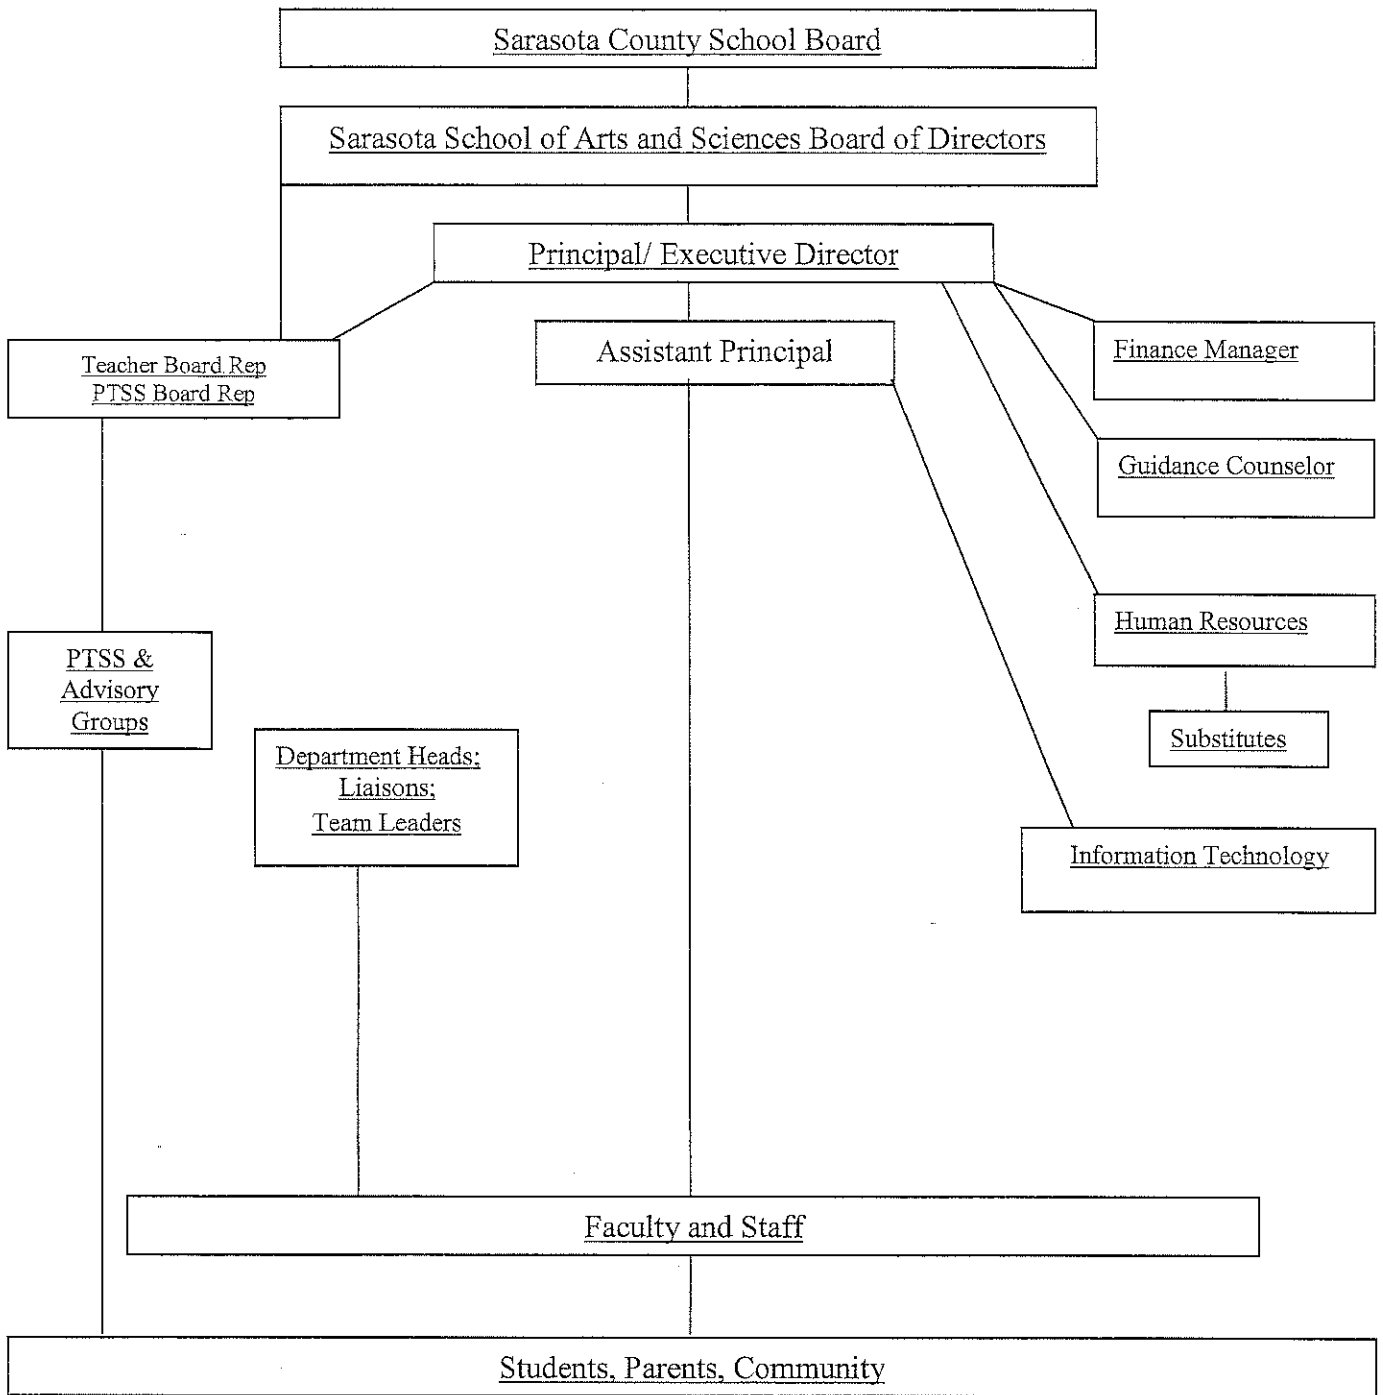 Sarasota County School Board
Sarasota School of Arts and Sciences Board of Directors
Principal/ Executive Director
Teacher Board Rep
PTSS Board Rep
Assistant Principal
Finance Manager
Guidance Counselor
Human Resources
PTSS &
Advisory
Groups
Substitutes
Department Heads;
Liaisons;
Team Leaders
Information Technology
Faculty and Staff
Students, Parents, Community